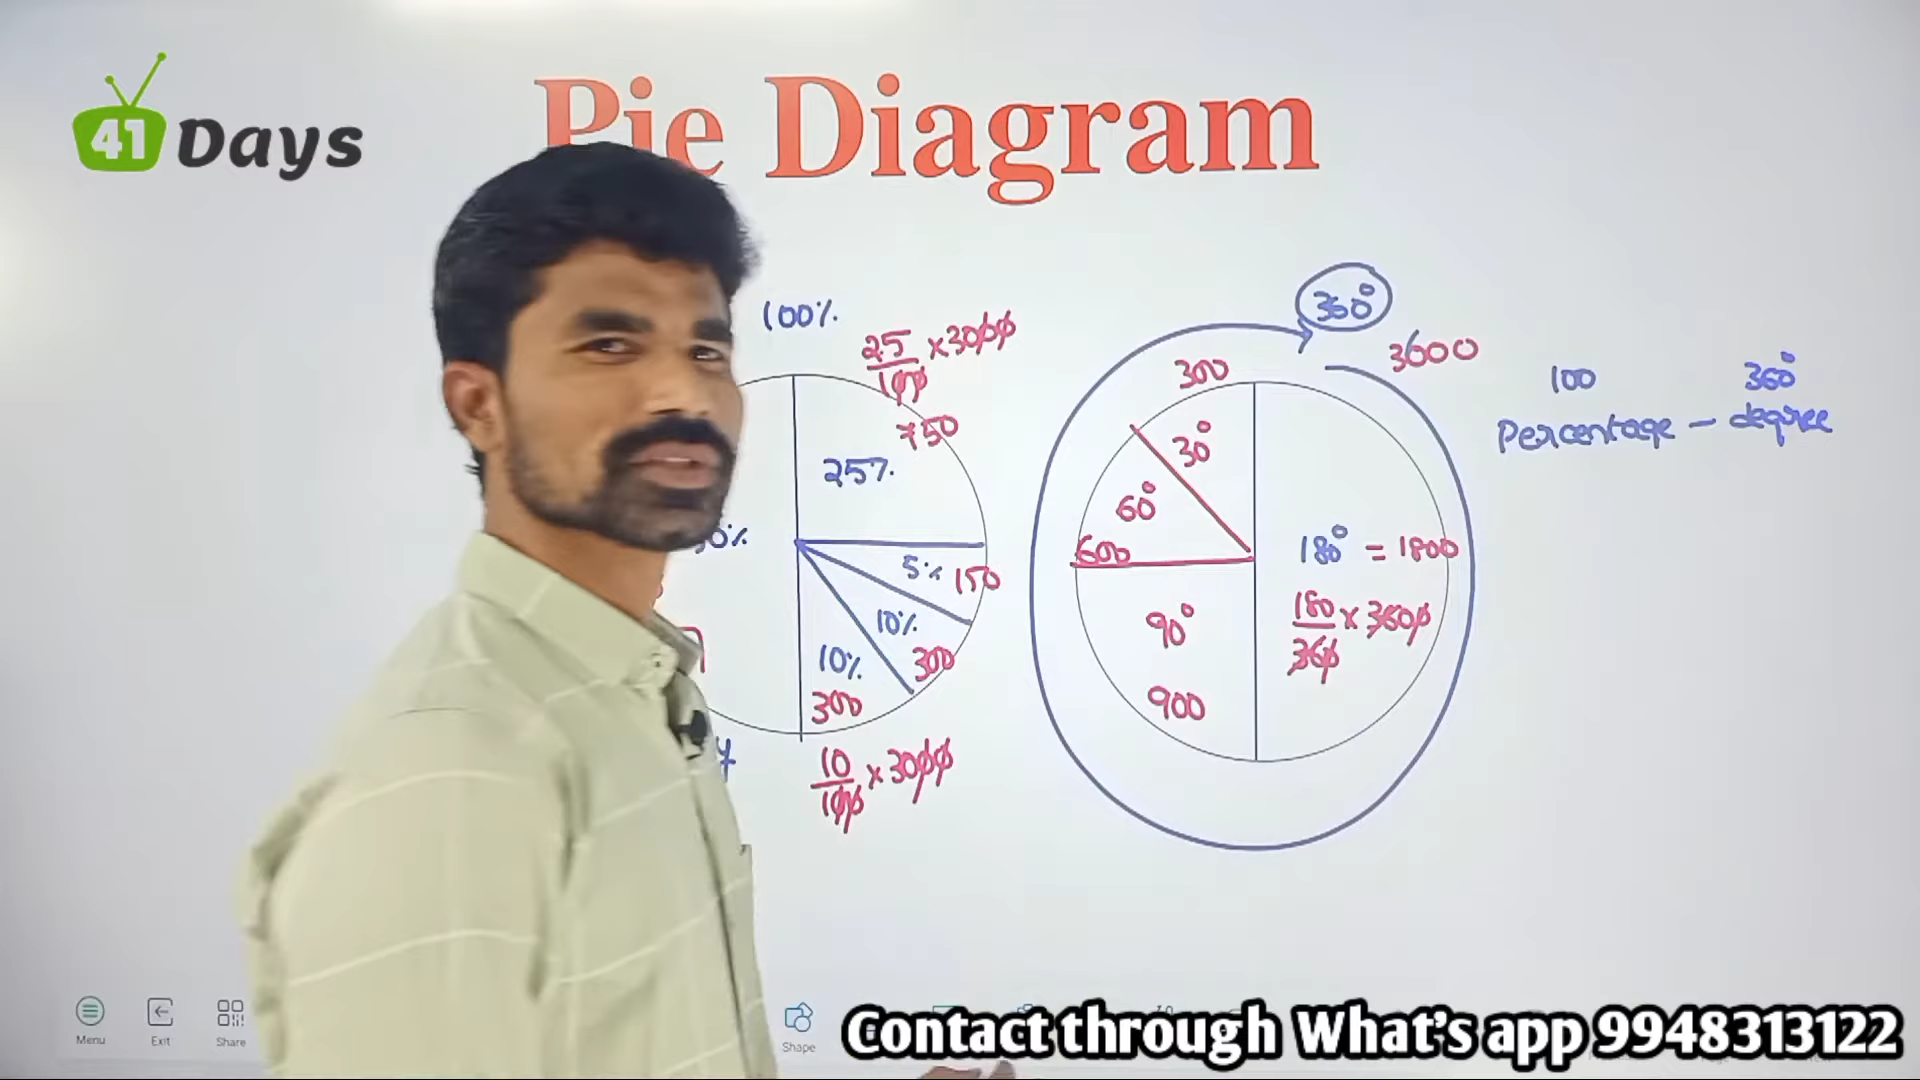 41 Days
Pie Diagram
100%
25/100 × 3000
750
25%
0%
5% 150
10%
300
10%
300
10/100 × 3000
360°
3600
300
30°
60°
600
180° = 1800
180/360 × 3600
90°
900
100 360°
Percentage - degree
Menu
Exit
Share
Shape
Contact through What's app 9948313122